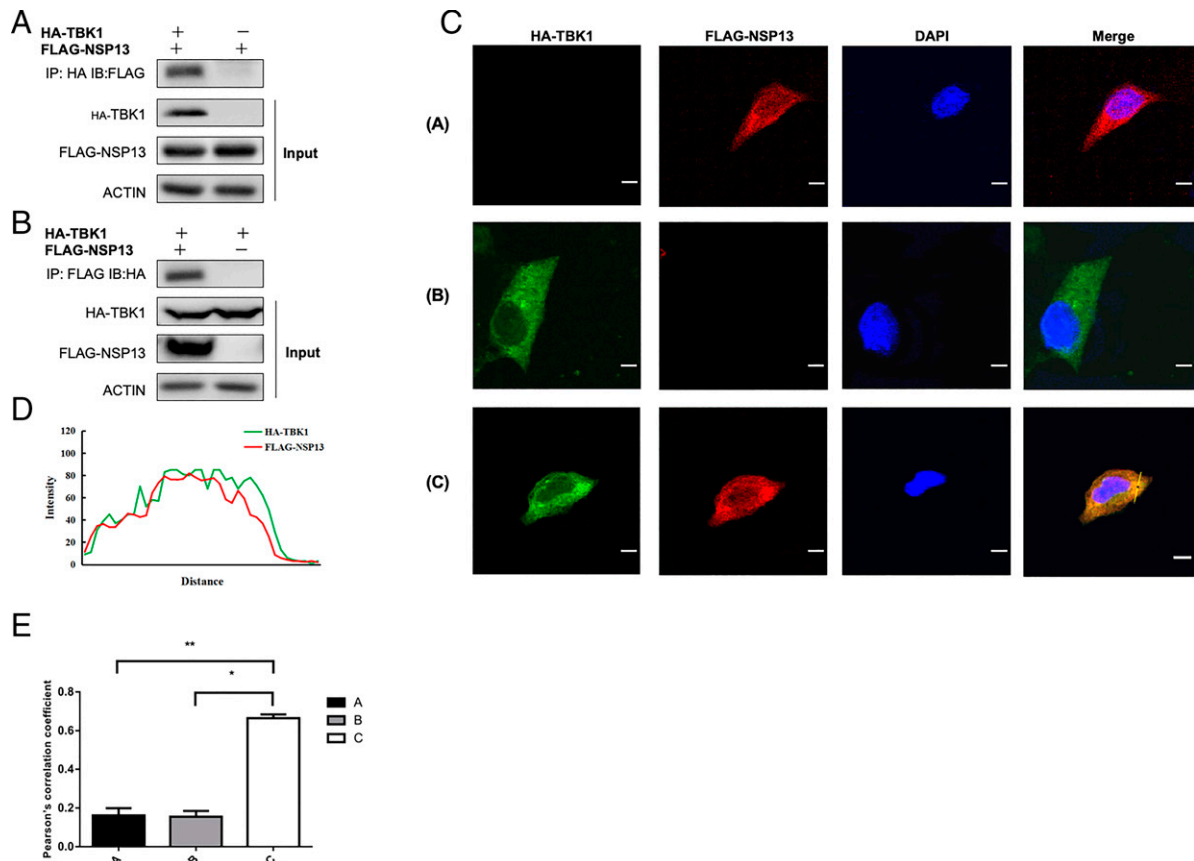 A
HA-TBK1 + −
FLAG-NSP13 + +
IP: HA IB:FLAG
HA-TBK1
FLAG-NSP13
ACTIN
Input
B
HA-TBK1 + +
FLAG-NSP13 + −
IP: FLAG IB:HA
HA-TBK1
FLAG-NSP13
ACTIN
Input
C
HA-TBK1 FLAG-NSP13 DAPI Merge
(A)
(B)
(C)
D
120
100
80
60
40
20
0
Intensity
Distance
HA-TBK1
FLAG-NSP13
E
**
*
0.8
0.6
0.4
0.2
0.0
Pearson's correlation coefficient
A
B
C
A
B
C